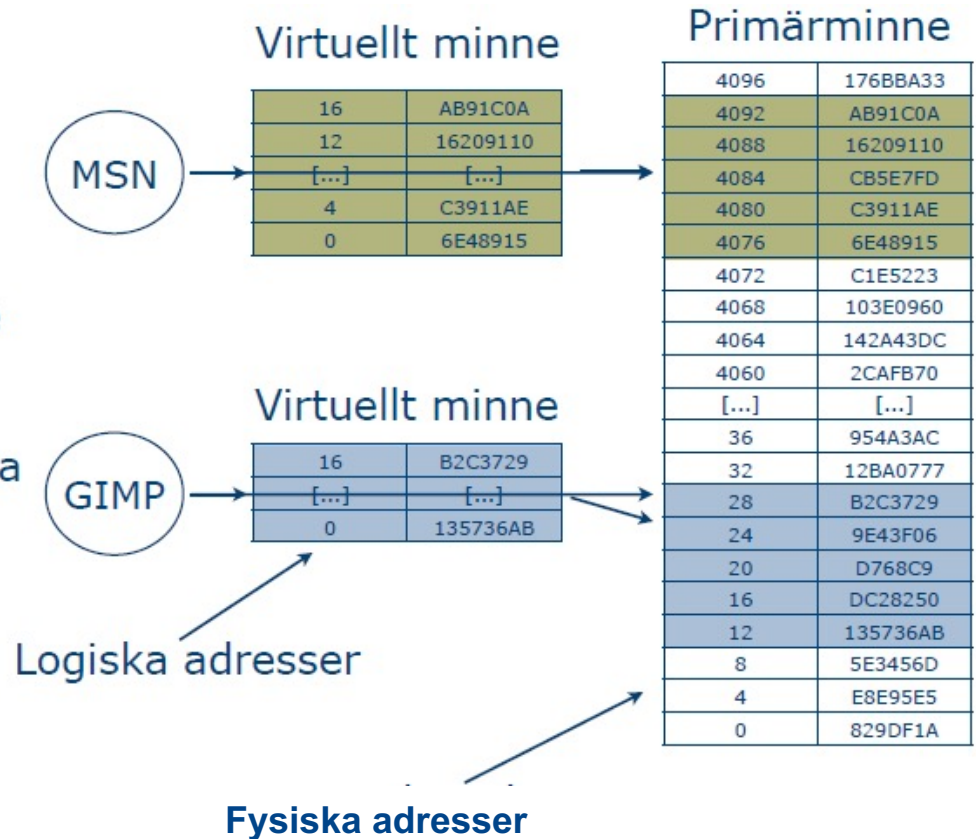 Virtuellt minne
Primärminne
MSN
16 AB91C0A
12 16209110
[...] [...]
4 C3911AE
0 6E48915
4096 176BBA33
4092 AB91C0A
4088 16209110
4084 CB5E7FD
4080 C3911AE
4076 6E48915
4072 C1E5223
4068 103E0960
4064 142A43DC
4060 2CAFB70
[...] [...]
36 954A3AC
32 12BA0777
28 B2C3729
24 9E43F06
20 D768C9
16 DC28250
12 135736AB
8 5E3456D
4 E8E95E5
0 829DF1A
Virtuellt minne
a
GIMP
16 B2C3729
[...] [...]
0 135736AB
Logiska adresser
Fysiska adresser